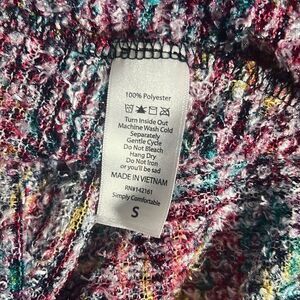 100% Polyester
Turn Inside Out
Machine Wash Cold
Separately
Gentle Cycle
Do Not Bleach
Hang Dry
Do Not Iron
or you'll be sad
MADE IN VIETNAM
RN#142161
Simply Comfortable
S